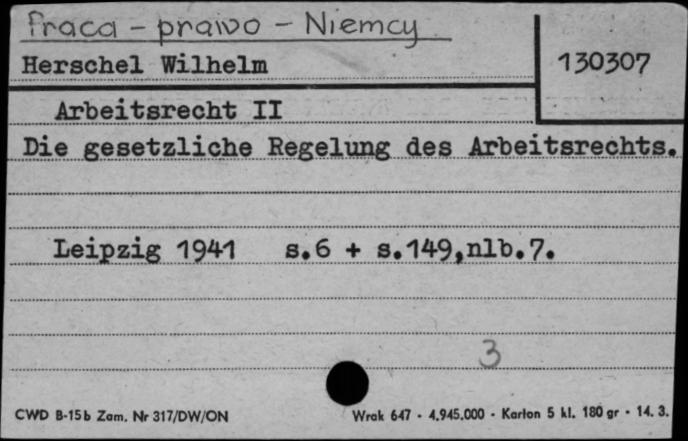 Praca - prawo - Niemcy
Herschel Wilhelm
130307
Arbeitsrecht II
Die gesetzliche Regelung des Arbeitsrechts.
Leipzig 1941 s.6 + s.149,nlb.7.
3
CWD B-15b Zam. Nr 317/DW/ON Wrak 647 - 4.945.000 - Karton 5 kl. 180 gr - 14. 3.